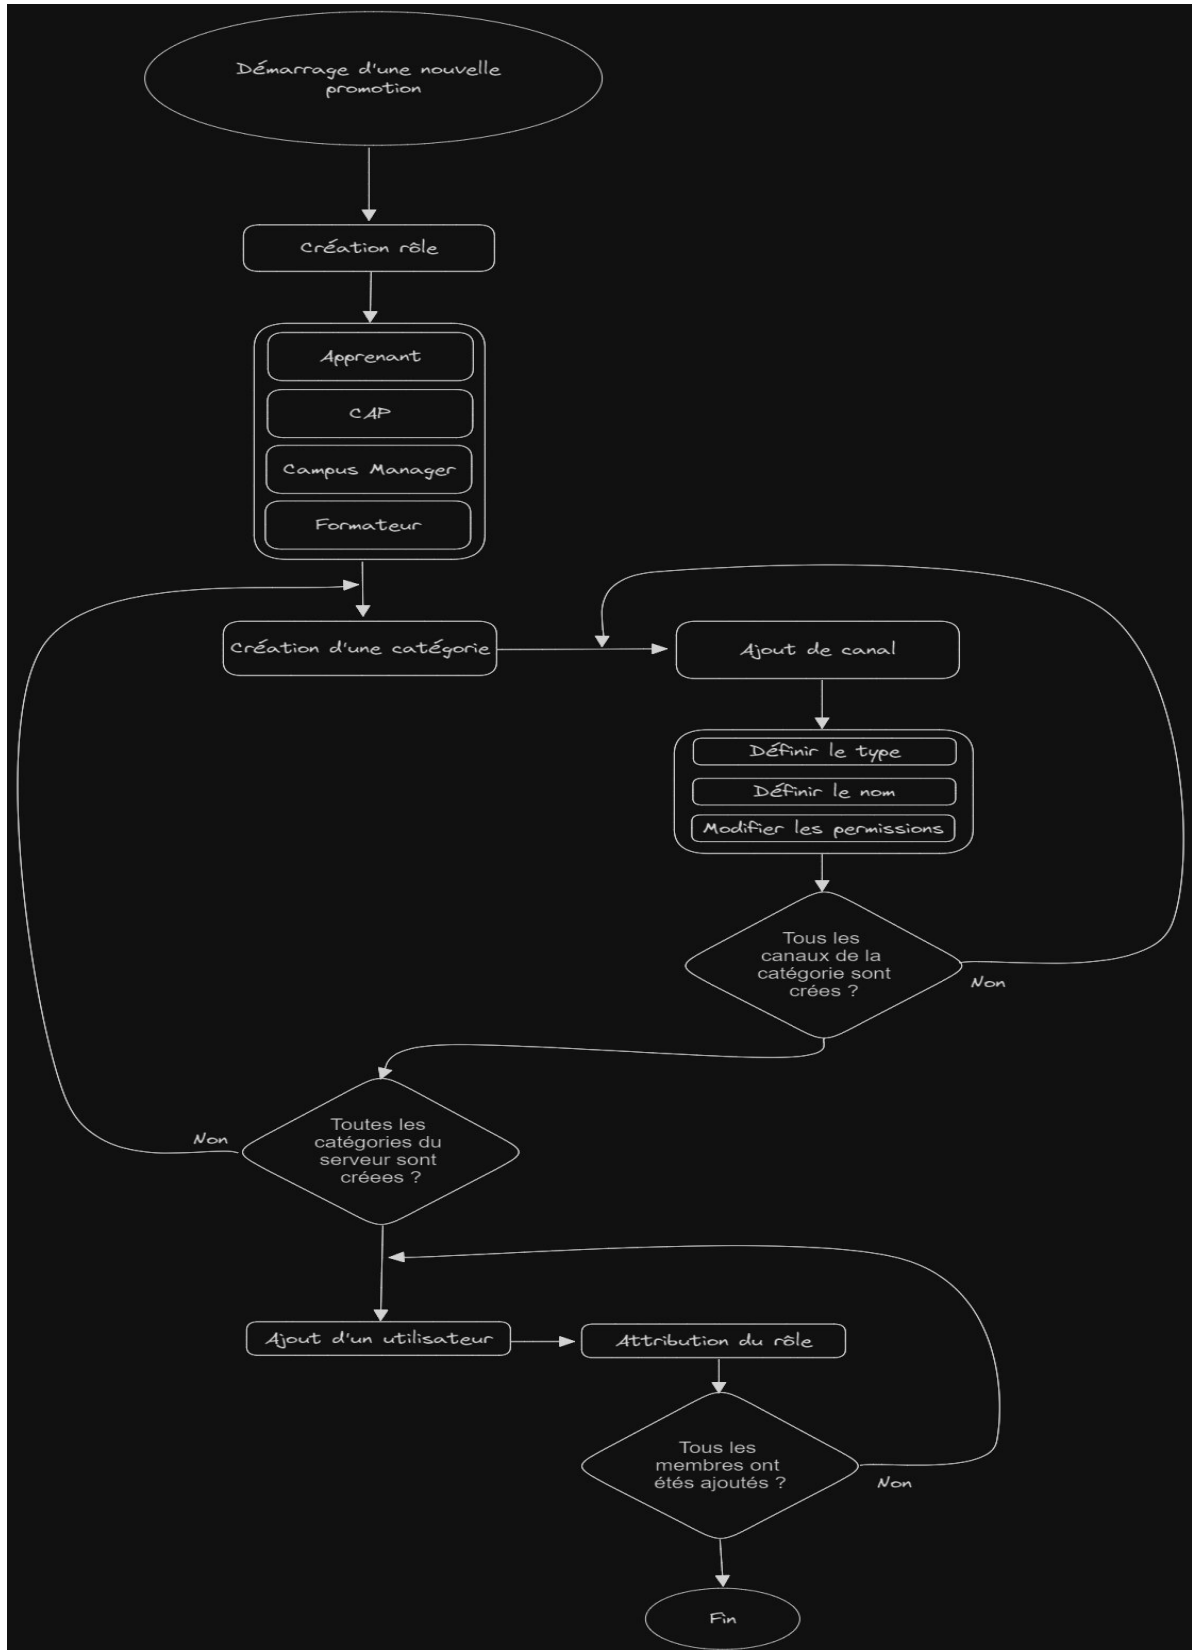 Démarrage d'une nouvelle
promotion
Création rôle
Apprenant
CAP
Campus Manager
Formateur
Création d'une catégorie
Ajout de canal
Définir le type
Définir le nom
Modifier les permissions
Tous les
canaux de la
catégorie sont
crées ?
Non
Toutes les
catégories du
serveur sont
créees ?
Non
Ajout d'un utilisateur
Attribution du rôle
Tous les
membres ont
étés ajoutés ?
Non
Fin